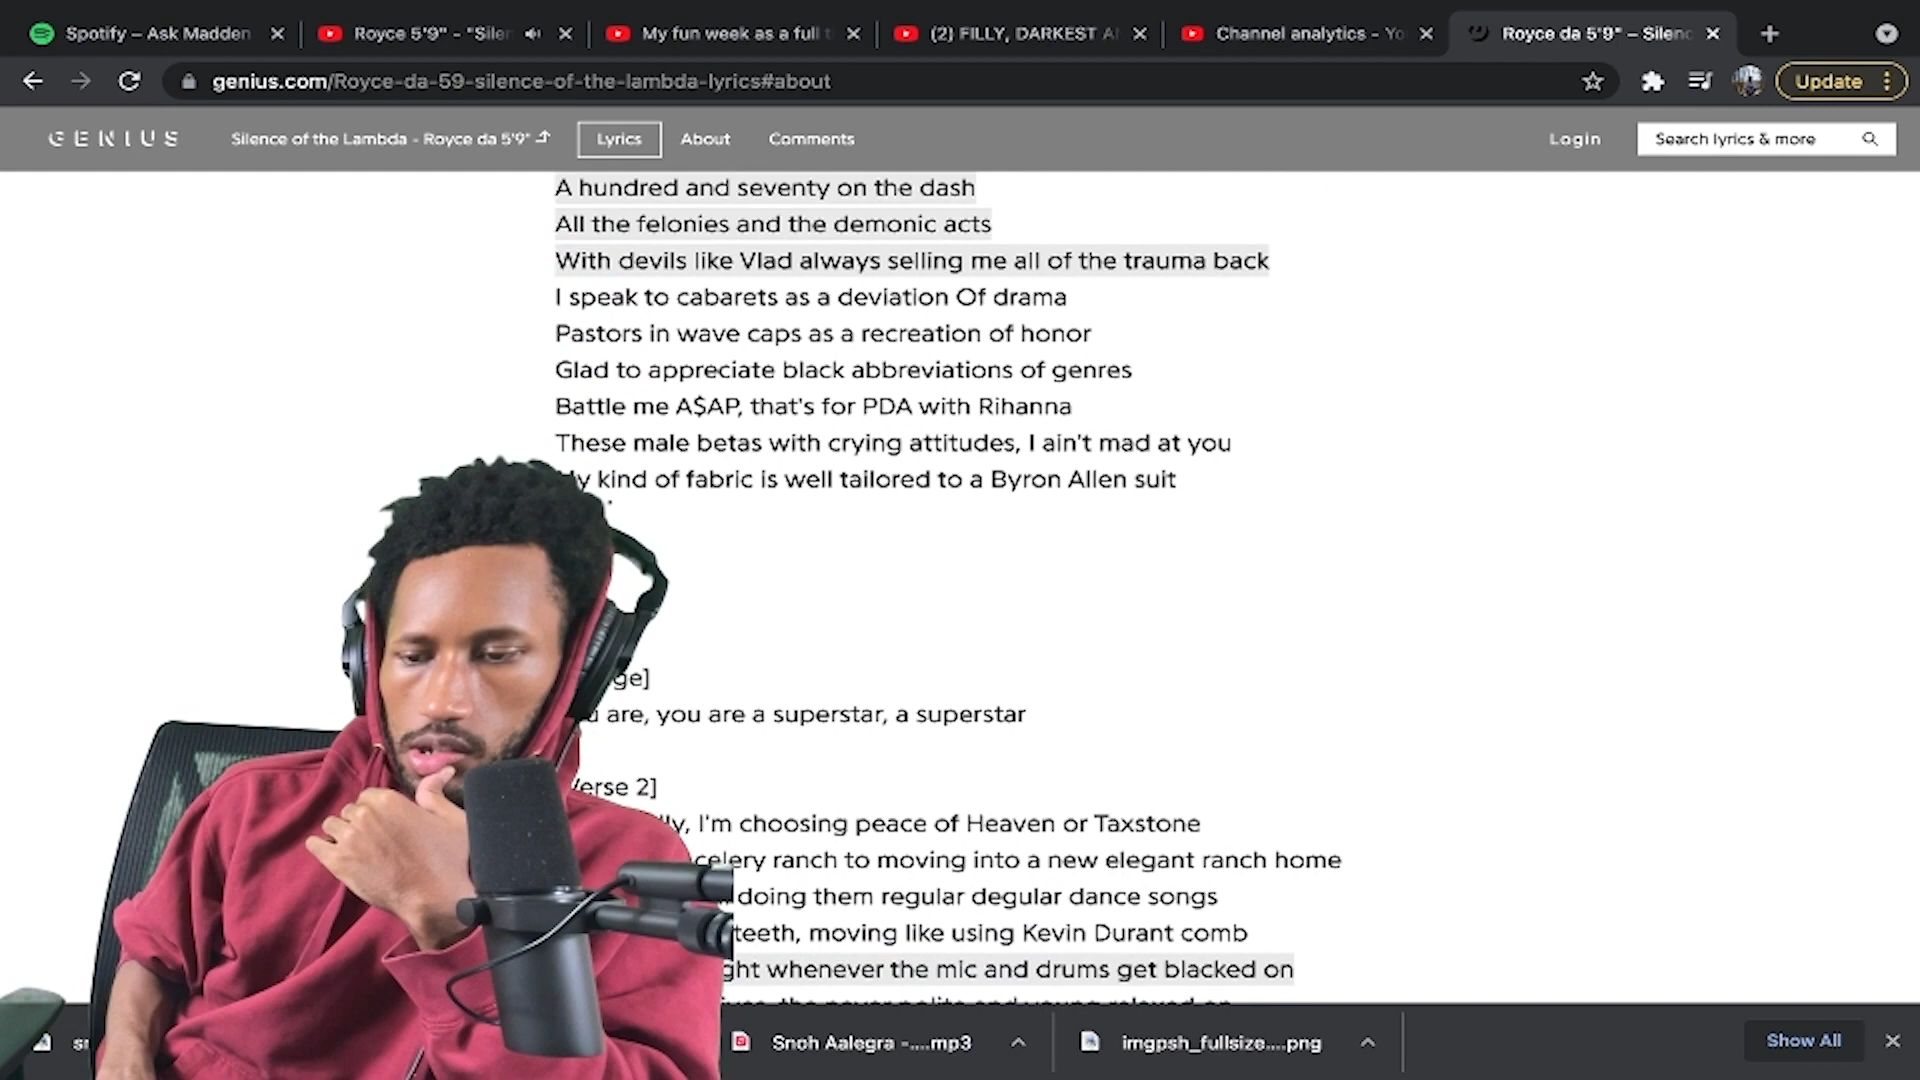 Spotify – Ask Madden
Royce 5'9" - "Silen
My fun week as a full t
(2) FILLY, DARKEST A
Channel analytics - Yo
Royce da 5'9" – Silenc
genius.com/Royce-da-59-silence-of-the-lambda-lyrics#about
Update
GENIUS
Silence of the Lambda - Royce da 5'9"
Lyrics
About
Comments
Login
Search lyrics & more
A hundred and seventy on the dash
All the felonies and the demonic acts
With devils like Vlad always selling me all of the trauma back
I speak to cabarets as a deviation Of drama
Pastors in wave caps as a recreation of honor
Glad to appreciate black abbreviations of genres
Battle me A$AP, that's for PDA with Rihanna
These male betas with crying attitudes, I ain't mad at you
y kind of fabric is well tailored to a Byron Allen suit
ge]
are, you are a superstar, a superstar
erse 2]
lly, I'm choosing peace of Heaven or Taxstone
celery ranch to moving into a new elegant ranch home
doing them regular degular dance songs
teeth, moving like using Kevin Durant comb
ght whenever the mic and drums get blacked on
Snoh Aalegra -....mp3
imgpsh_fullsize....png
Show All